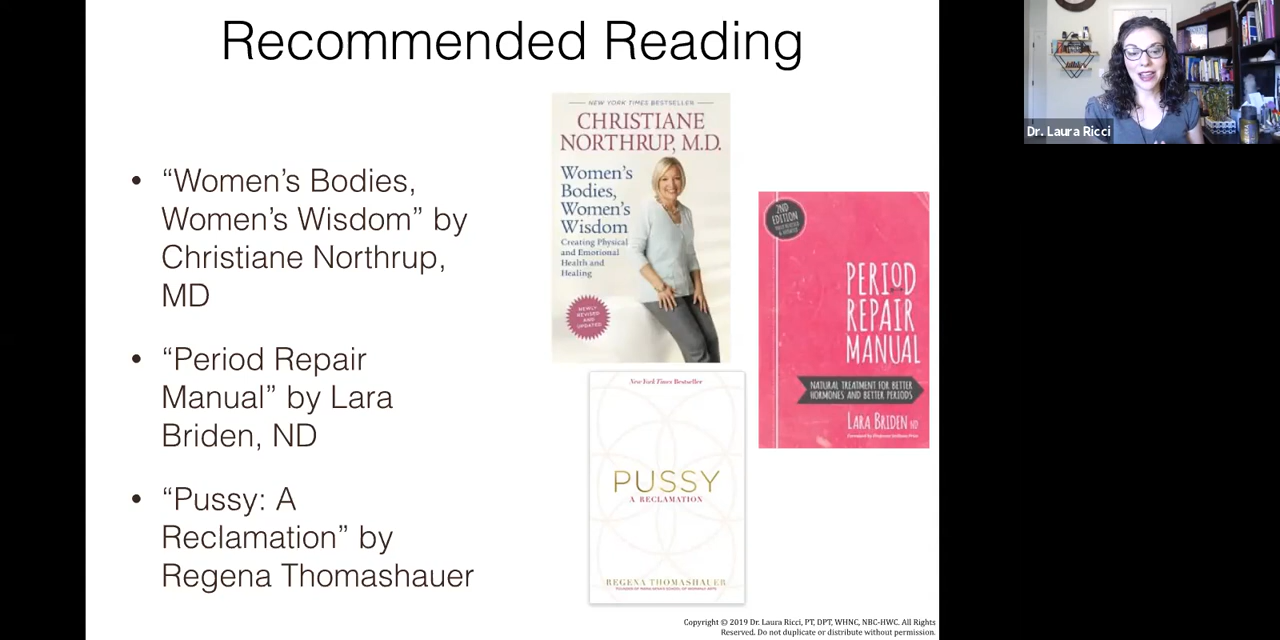 Recommended Reading
• “Women’s Bodies,
Women’s Wisdom” by
Christiane Northrup,
MD
• “Period Repair
Manual” by Lara
Briden, ND
• “Pussy: A
Reclamation” by
Regena Thomashauer
NEW YORK TIMES BESTSELLER
CHRISTIANE
NORTHRUP, M.D.
Women’s
Bodies,
Women’s
Wisdom
Creating Physical
and Emotional
Health and
Healing
NEWLY
REVISED
AND
UPDATED
2ND
EDITION
PERIOD
REPAIR
MANUAL
NATURAL TREATMENT FOR BETTER
HORMONES AND BETTER PERIODS
LARA BRIDEN ND
New York Times Bestseller
PUSSY
A RECLAMATION
REGENA THOMASHAUER
Copyright © 2019 Dr. Laura Ricci, PT, DPT, WHNC, NBC-HWC. All Rights
Reserved. Do not duplicate or distribute without permission.
Dr. Laura Ricci